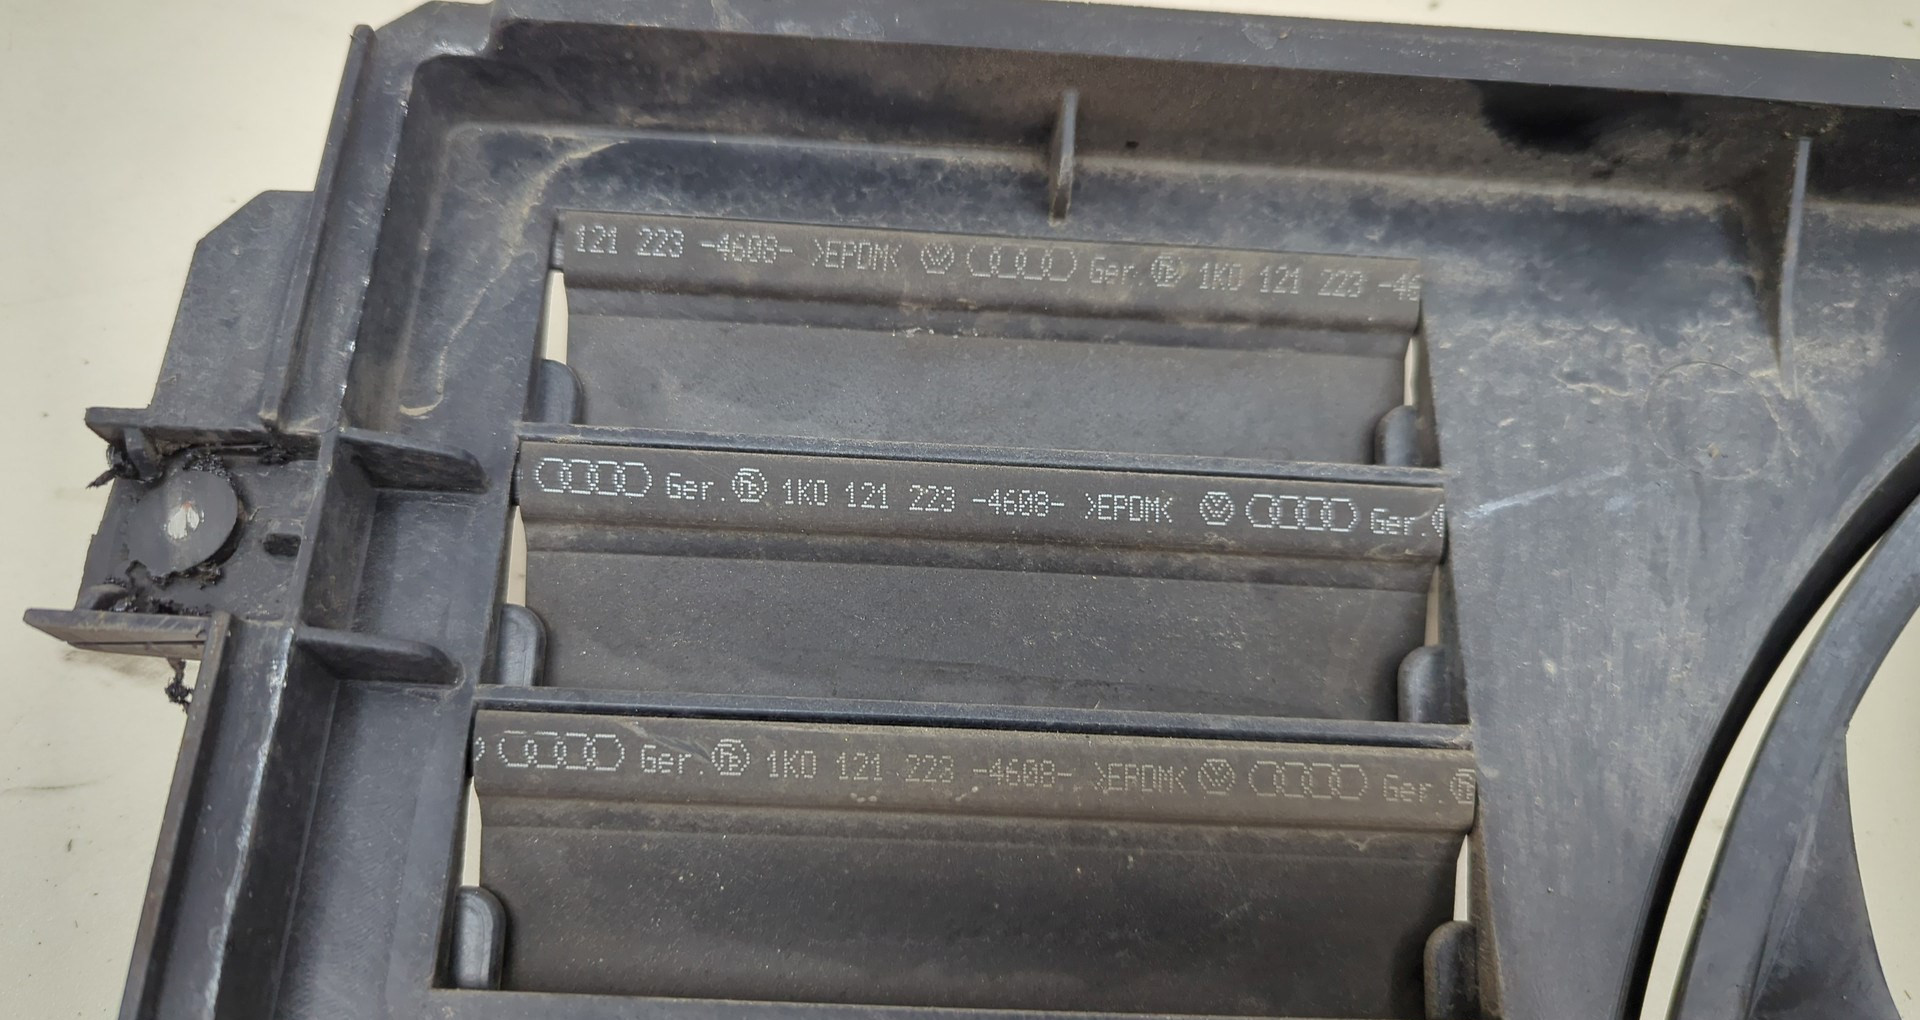 121 223 -4608- >EPDM< Ger. 1K0 121 223 -46
Ger. 1K0 121 223 -4608- >EPDM< Ger.
Ger. 1K0 121 223 -4608- >EPDM< Ger.